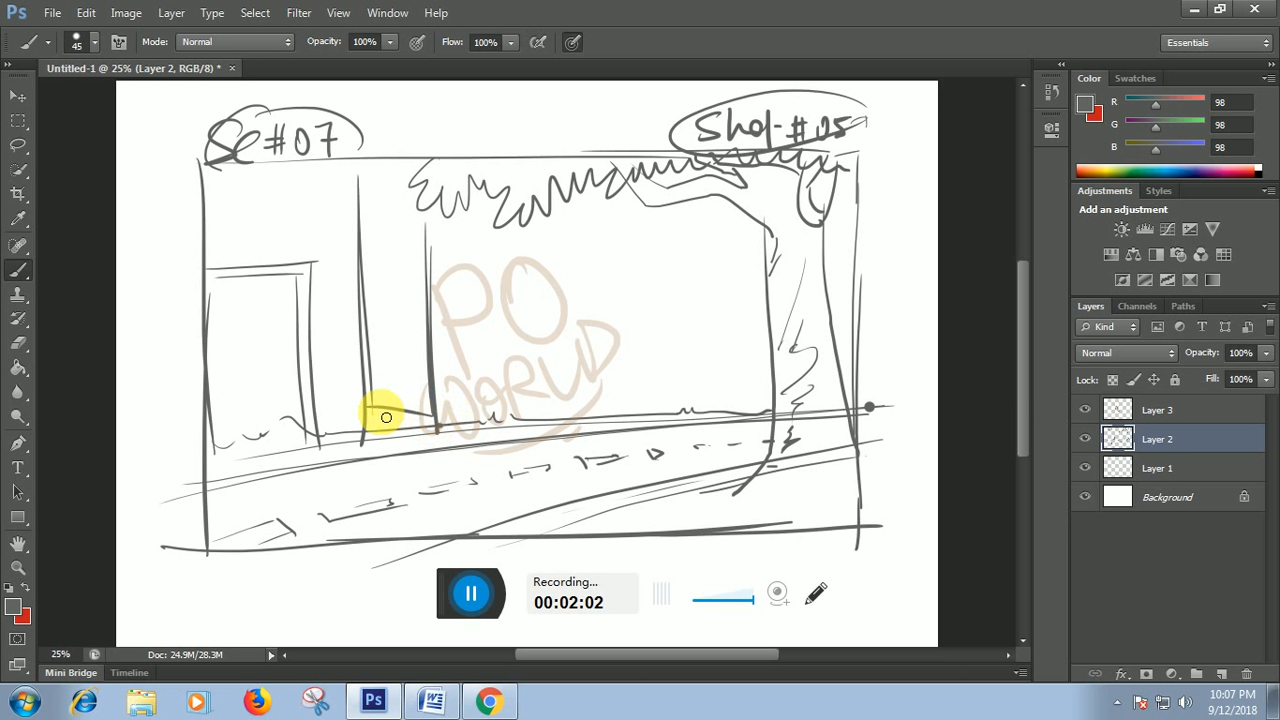 Ps File Edit Image Layer Type Select Filter View Window Help
45 Mode: Normal Opacity: 100% Flow: 100% Essentials
Untitled-1 @ 25% (Layer 2, RGB/8) * ×
Se#07 Shot-#05
PO
WORLD
Color Swatches
R 98
G 98
B 98
Adjustments Styles
Add an adjustment
Layers Channels Paths
Kind
Normal Opacity: 100%
Lock: Fill: 100%
Layer 3
Layer 2
Layer 1
Background
Recording...
00:02:02
25% Doc: 24.9M/28.3M
Mini Bridge Timeline
10:07 PM
9/12/2018